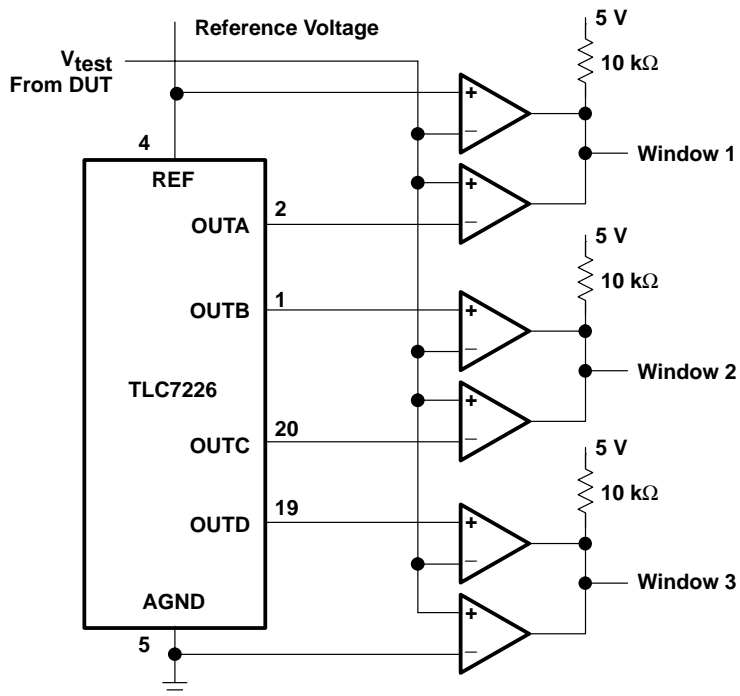 Reference Voltage
5 V
Vtest
From DUT
10 kΩ
+
−
Window 1
4
REF
+
−
OUTA
2
5 V
10 kΩ
OUTB
1
+
−
Window 2
TLC7226
+
−
OUTC
20
5 V
10 kΩ
OUTD
19
+
−
Window 3
AGND
+
−
5